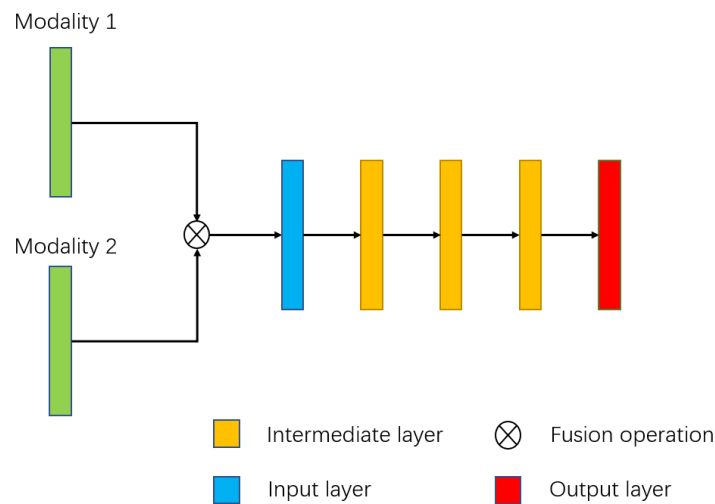 Modality 1
Modality 2
Intermediate layer
Fusion operation
Input layer
Output layer